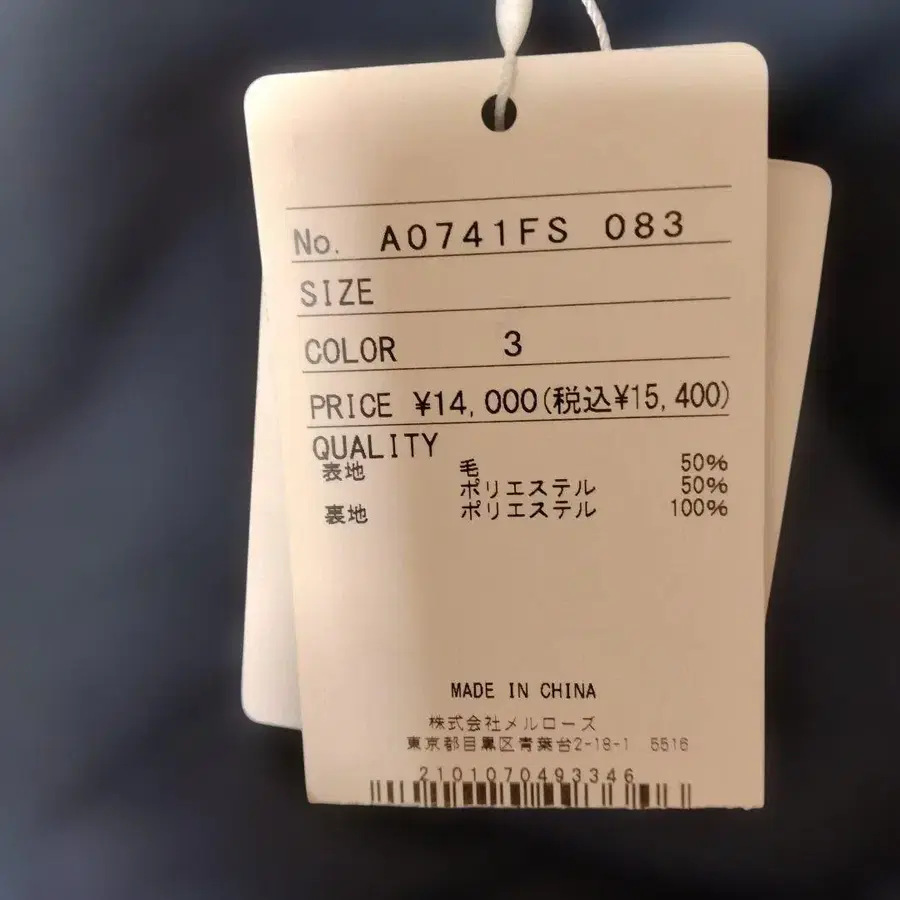 No. A0741FS 083
SIZE
COLOR 3
PRICE ¥14,000(税込¥15,400)
QUALITY
表地 毛 50%
ポリエステル 50%
裏地 ポリエステル 100%
MADE IN CHINA
株式会社メルローズ
東京都目黒区青葉台2-18-1 5516
2101070493346